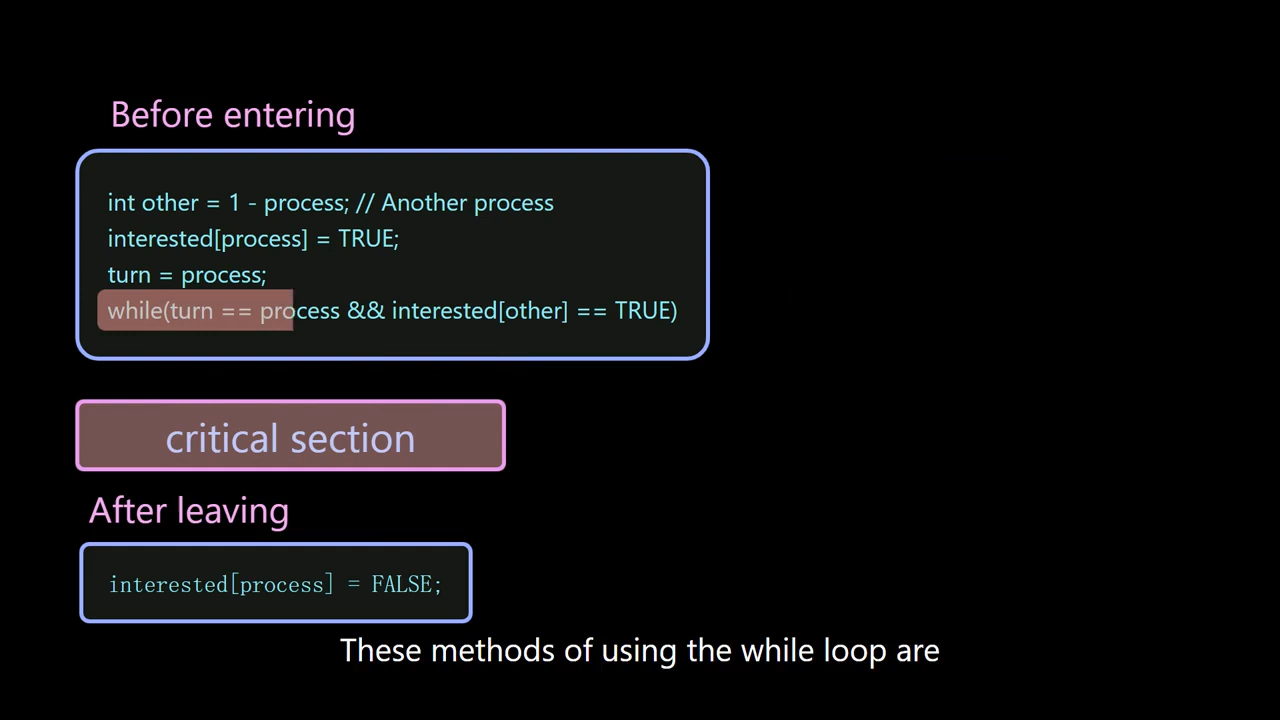 Before entering
int other = 1 - process; // Another process
interested[process] = TRUE;
turn = process;
while(turn == process && interested[other] == TRUE)
critical section
After leaving
interested[process] = FALSE;
These methods of using the while loop are